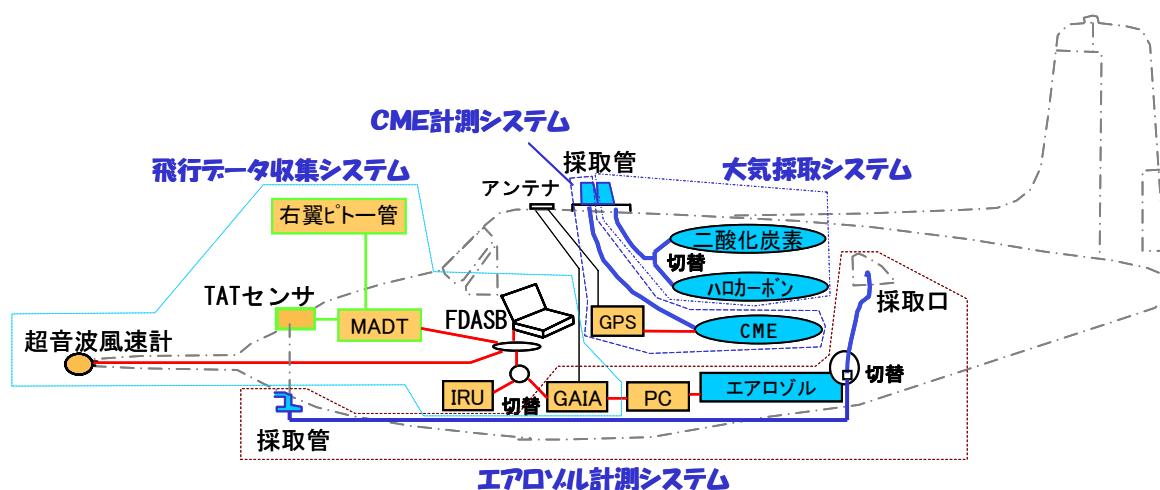 CME計測システム
飛行データ収集システム
採取管
大気採取システム
アンテナ
右翼ピトー管
二酸化炭素
切替
ハロカーボン
採取口
TATセンサ
MADT
FDASB
GPS
CME
超音波風速計
IRU
切替
GAIA
PC
エアロゾル
切替
採取管
エアロゾル計測システム